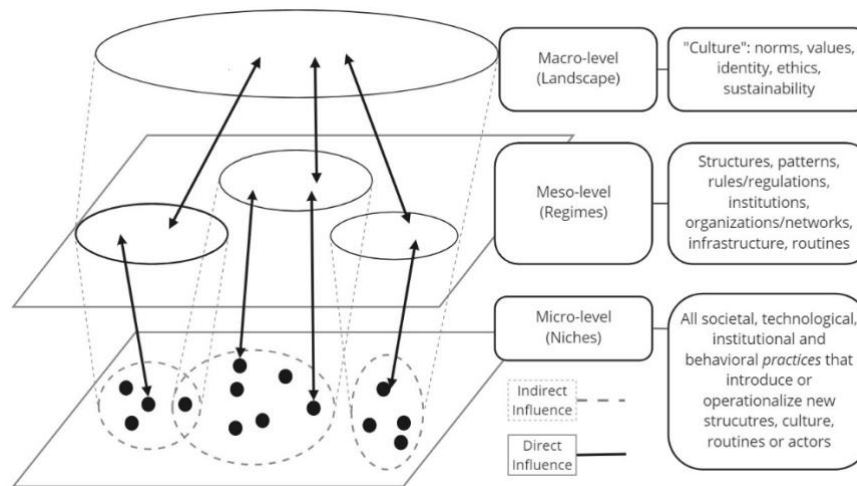 Macro-level
(Landscape)
"Culture": norms, values,
identity, ethics,
sustainability
Meso-level
(Regimes)
Structures, patterns,
rules/regulations,
institutions,
organizations/networks,
infrastructure, routines
Micro-level
(Niches)
All societal, technological,
institutional and
behavioral practices that
introduce or
operationalize new
strucutres, culture,
routines or actors
Indirect
Influence
Direct
Influence